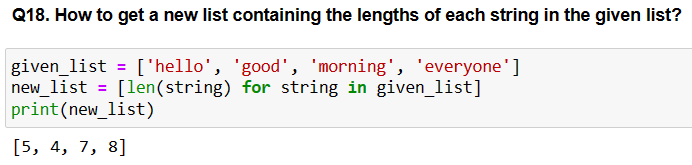 Q18. How to get a new list containing the lengths of each string in the given list?
given_list = ['hello', 'good', 'morning', 'everyone']
new_list = [len(string) for string in given_list]
print(new_list)
[5, 4, 7, 8]